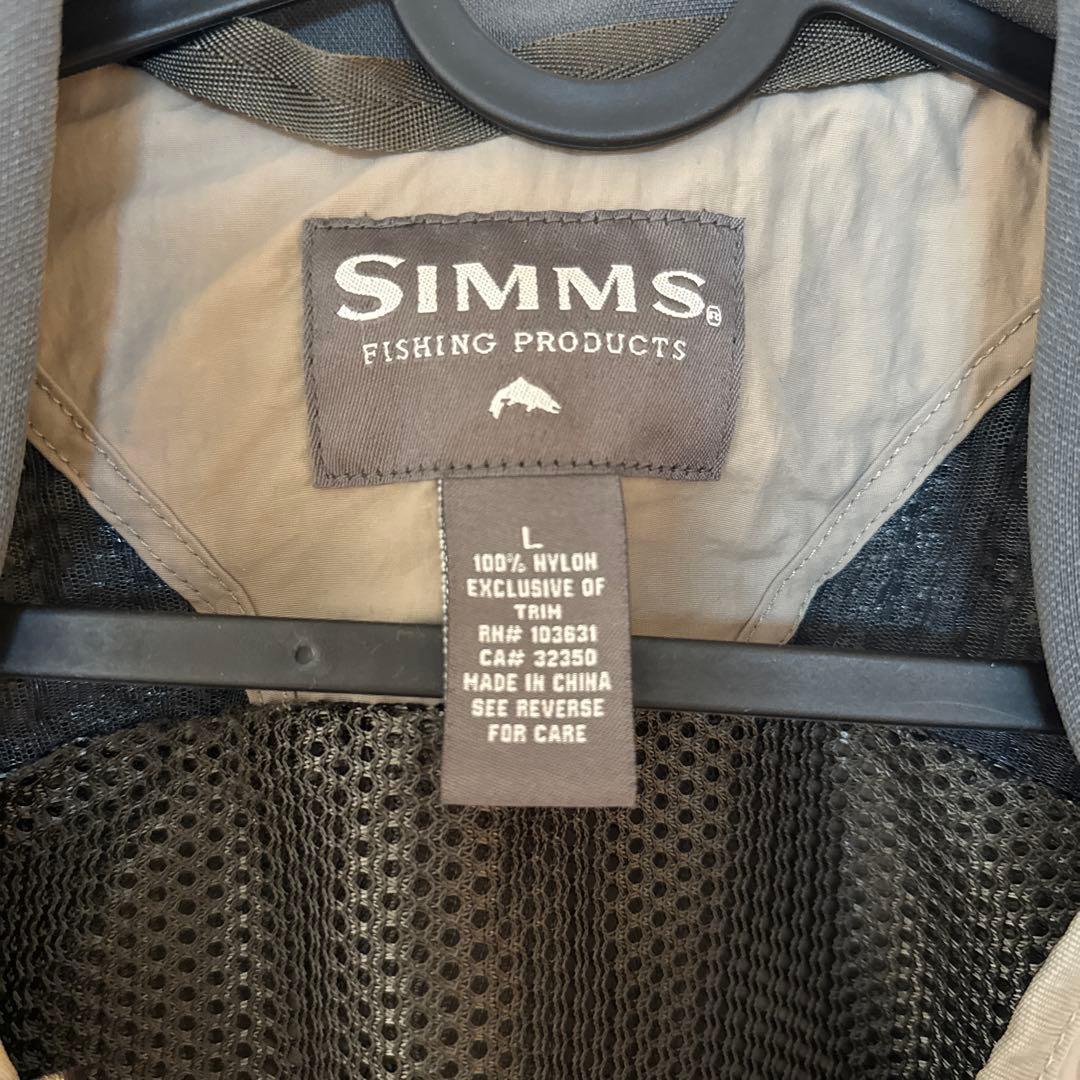 SIMMS®
FISHING PRODUCTS
L
100% NYLON
EXCLUSIVE OF
TRIM
RN# 103631
CA# 32350
MADE IN CHINA
SEE REVERSE
FOR CARE